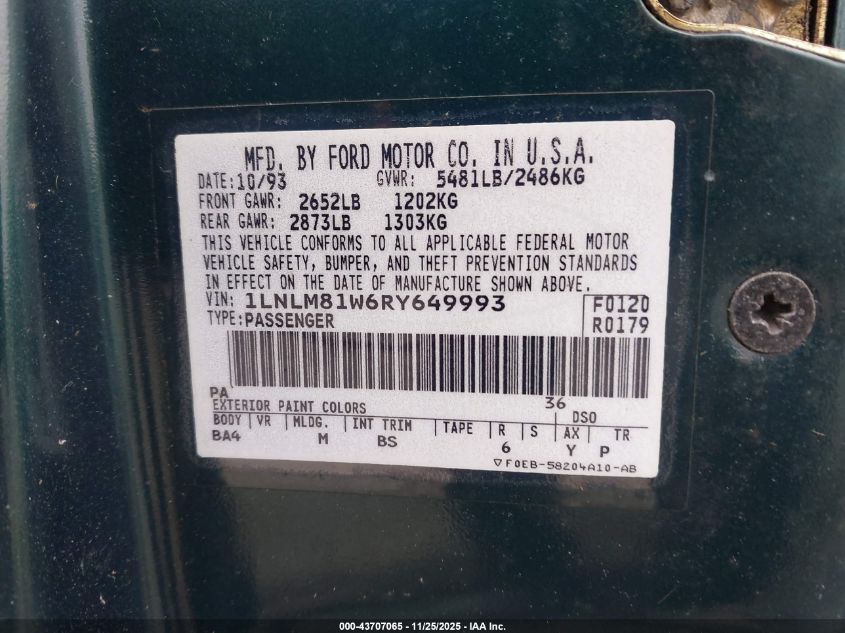 MFD. BY FORD MOTOR CO. IN U.S.A.
DATE: 10/93 GVWR: 5481LB/2486KG
FRONT GAWR: 2652LB 1202KG
REAR GAWR: 2873LB 1303KG
THIS VEHICLE CONFORMS TO ALL APPLICABLE FEDERAL MOTOR
VEHICLE SAFETY, BUMPER, AND THEFT PREVENTION STANDARDS
IN EFFECT ON THE DATE OF MANUFACTURE SHOWN ABOVE.
VIN: 1LNLM81W6RY649993 F0120
TYPE: PASSENGER R0179
PA 36
EXTERIOR PAINT COLORS DSO
BODY VR MLDG. INT TRIM TAPE R S AX TR
BA4 M BS 6 Y P
▽F0EB-58204A10-AB
000-43707065 - 11/25/2025 - IAA Inc.